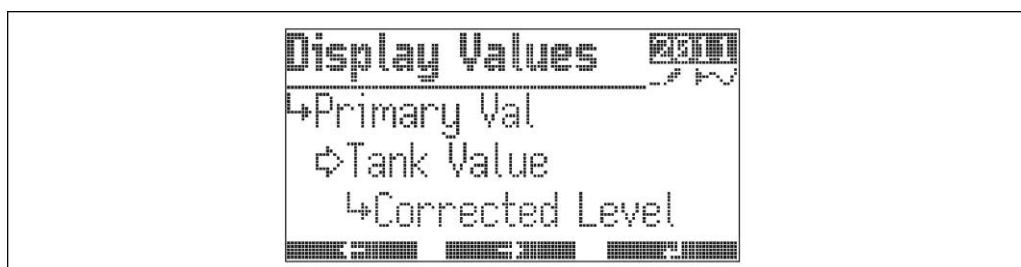 Display Values 2011
↳Primary Val
⇨Tank Value
↳Corrected Level